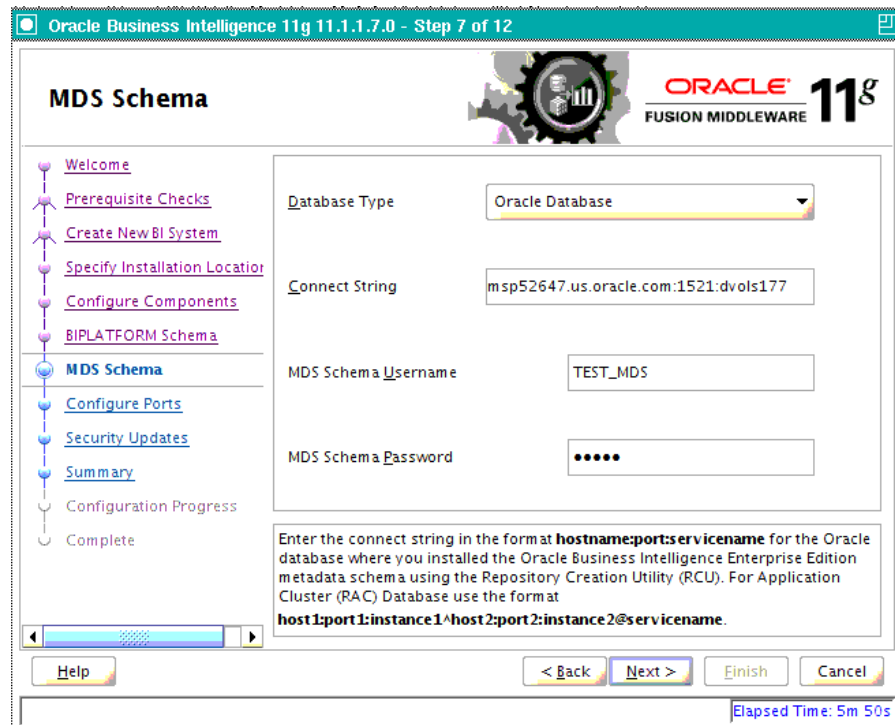 Oracle Business Intelligence 11g 11.1.1.7.0 - Step 7 of 12
MDS Schema
ORACLE
FUSION MIDDLEWARE 11g
Welcome
Prerequisite Checks
Create New BI System
Specify Installation Location
Configure Components
BIPLATFORM Schema
MDS Schema
Configure Ports
Security Updates
Summary
Configuration Progress
Complete
Database Type
Oracle Database
Connect String
msp52647.us.oracle.com:1521:dvols177
MDS Schema Username
TEST_MDS
MDS Schema Password
•••••
Enter the connect string in the format hostname:port:servicename for the Oracle
database where you installed the Oracle Business Intelligence Enterprise Edition
metadata schema using the Repository Creation Utility (RCU). For Application
Cluster (RAC) Database use the format
host1:port1:instance1^host2:port2:instance2@servicename.
Help
< Back
Next >
Finish
Cancel
Elapsed Time: 5m 50s